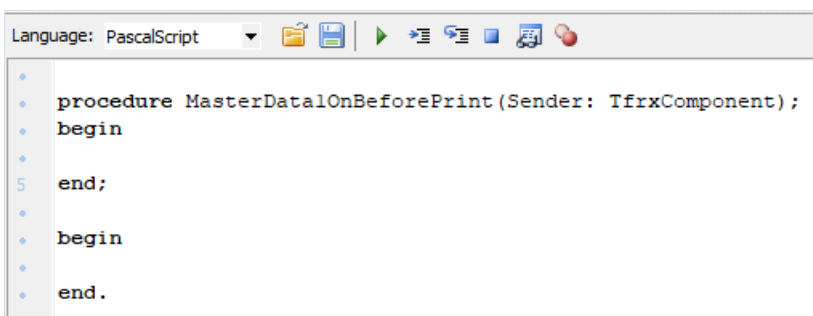 Language: PascalScript
procedure MasterData1OnBeforePrint(Sender: TfrxComponent);
begin
5 end;
begin
end.